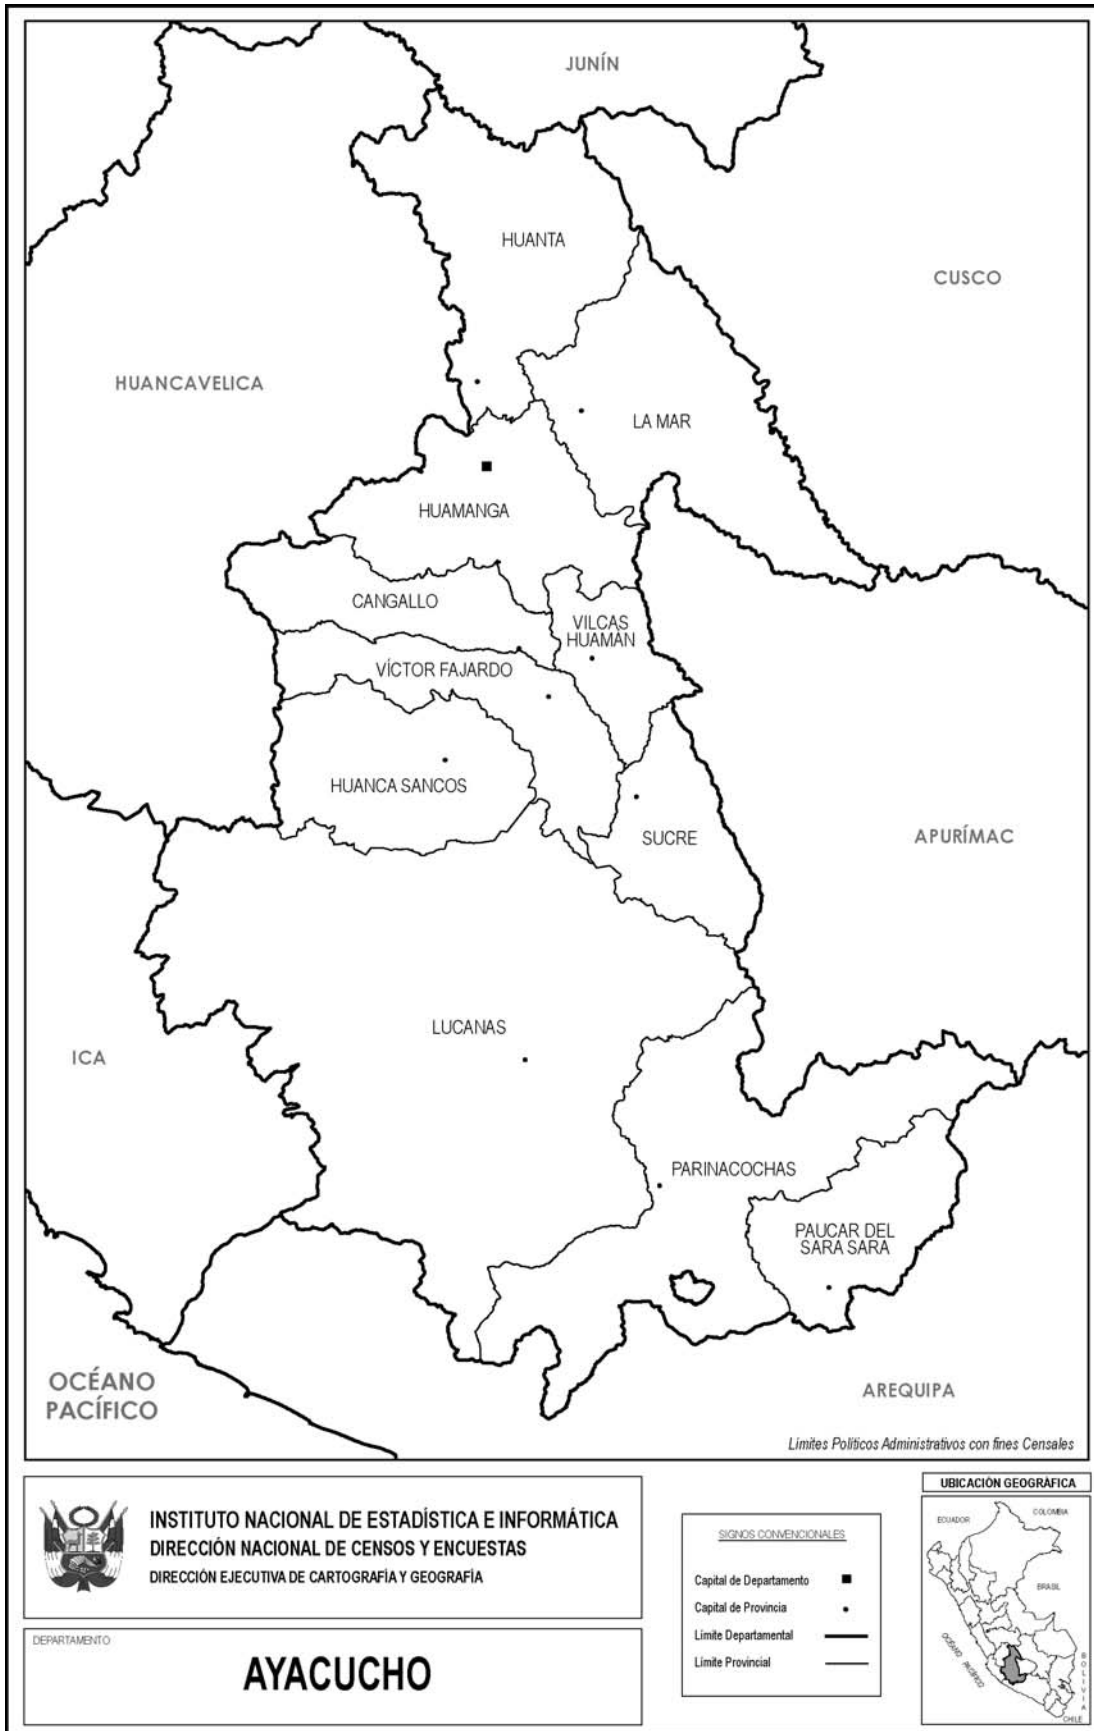 JUNÍN
HUANTA
CUSCO
HUANCAVELICA
LA MAR
HUAMANGA
CANGALLO
VILCAS
HUAMÁN
VÍCTOR FAJARDO
HUANCA SANCOS
SUCRE
APURÍMAC
LUCANAS
ICA
PARINACOCHAS
PAUCAR DEL
SARA SARA
OCÉANO
PACÍFICO
AREQUIPA
Límites Políticos Administrativos con fines Censales
INSTITUTO NACIONAL DE ESTADÍSTICA E INFORMÁTICA
DIRECCIÓN NACIONAL DE CENSOS Y ENCUESTAS
DIRECCIÓN EJECUTIVA DE CARTOGRAFÍA Y GEOGRAFÍA
DEPARTAMENTO
AYACUCHO
SIGNOS CONVENCIONALES
Capital de Departamento
Capital de Provincia
Límite Departamental
Límite Provincial
UBICACIÓN GEOGRÁFICA
ECUADOR
COLOMBIA
BRASIL
OCÉANO PACÍFICO
BOLIVIA
CHILE